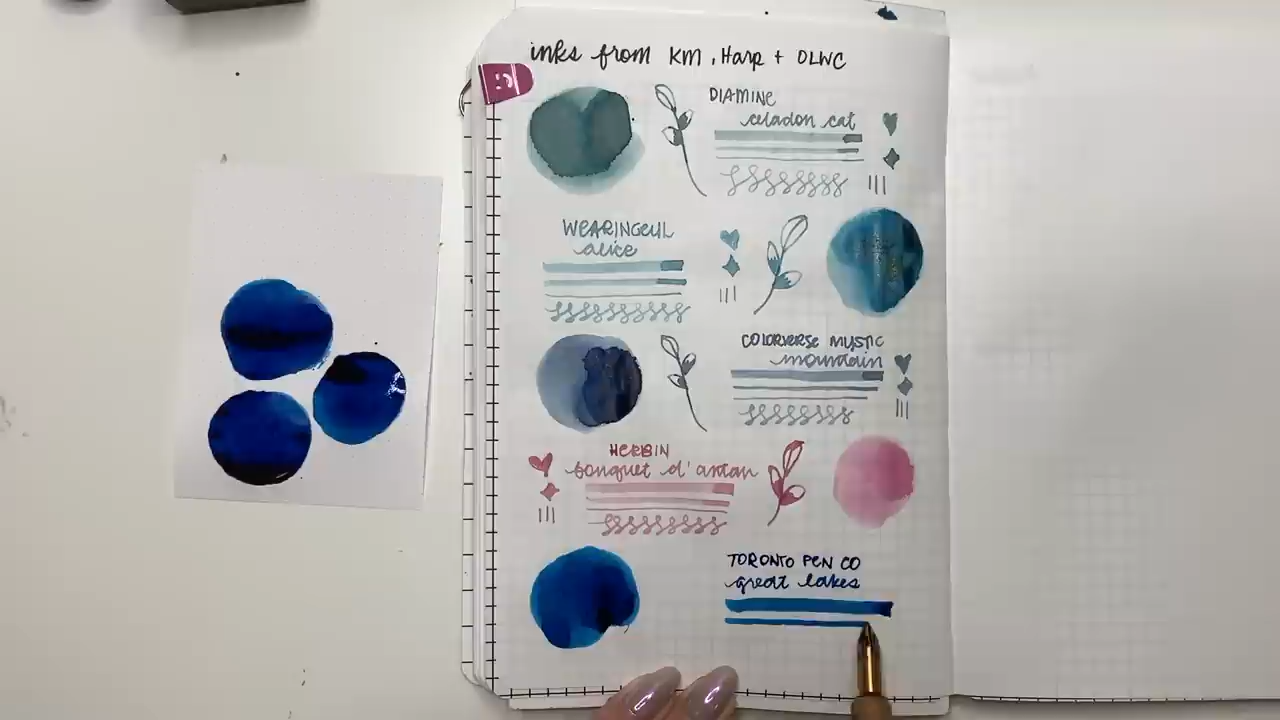 inks from KM, Harp + OLWC
DIAMINE
celadon cat
WEARINGEUL
alice
COLORVERSE MYSTIC
mountain
HERBIN
bouquet d'antan
TORONTO PEN CO
great lakes